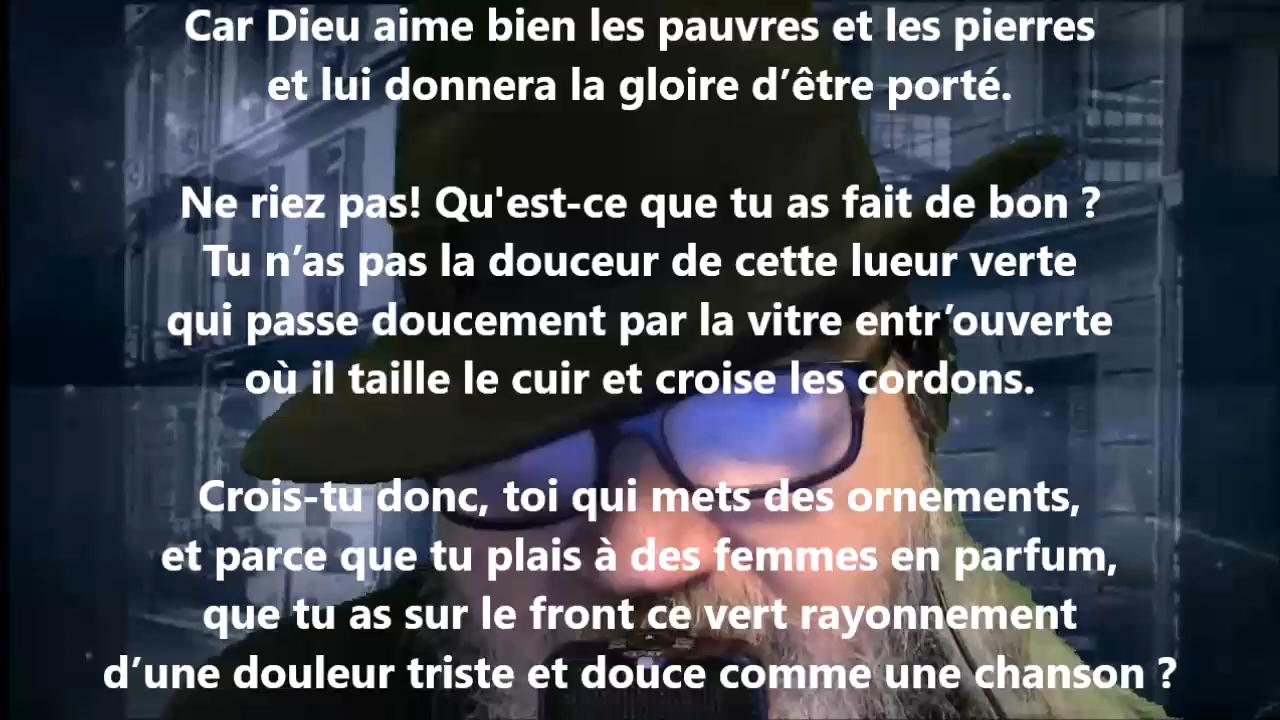 Car Dieu aime bien les pauvres et les pierres
et lui donnera la gloire d’être porté.
Ne riez pas! Qu'est-ce que tu as fait de bon ?
Tu n’as pas la douceur de cette lueur verte
qui passe doucement par la vitre entr’ouverte
où il taille le cuir et croise les cordons.
Crois-tu donc, toi qui mets des ornements,
et parce que tu plais à des femmes en parfum,
que tu as sur le front ce vert rayonnement
d’une douleur triste et douce comme une chanson ?